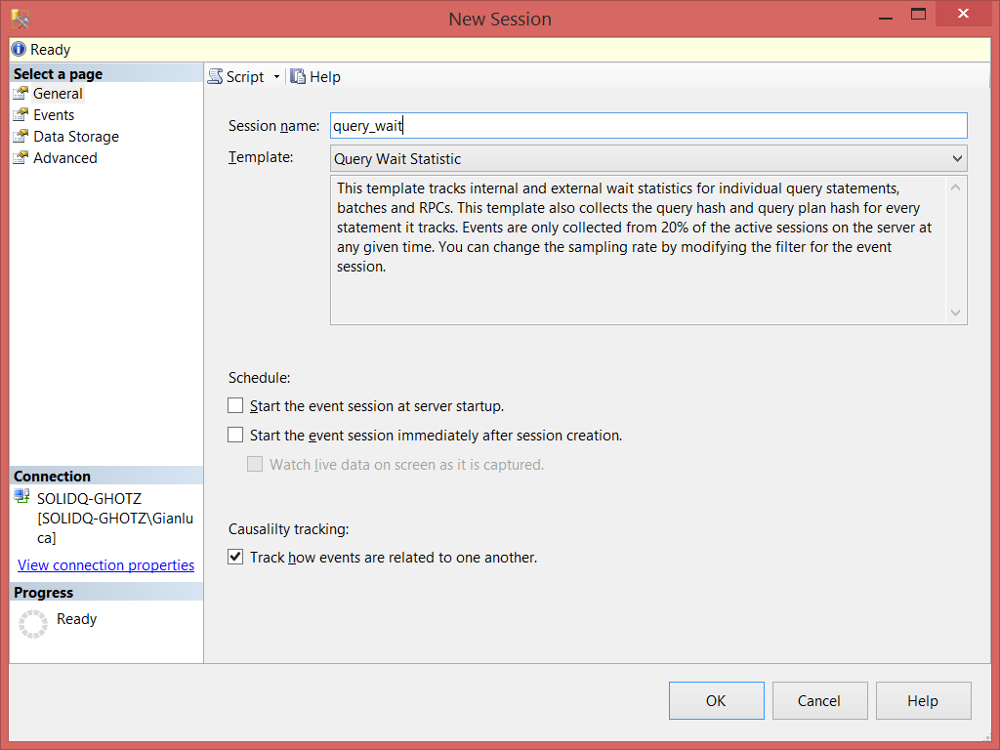 New Session
Ready
Select a page
General
Events
Data Storage
Advanced
Script
Help
Session name:
query_wait
Template:
Query Wait Statistic
This template tracks internal and external wait statistics for individual query statements,
batches and RPCs. This template also collects the query hash and query plan hash for every
statement it tracks. Events are only collected from 20% of the active sessions on the server at
any given time. You can change the sampling rate by modifying the filter for the event
session.
Schedule:
Start the event session at server startup.
Start the event session immediately after session creation.
Watch live data on screen as it is captured.
Causalilty tracking:
Track how events are related to one another.
Connection
SOLIDQ-GHOTZ
[SOLIDQ-GHOTZ\Gianlu
ca]
View connection properties
Progress
Ready
OK
Cancel
Help